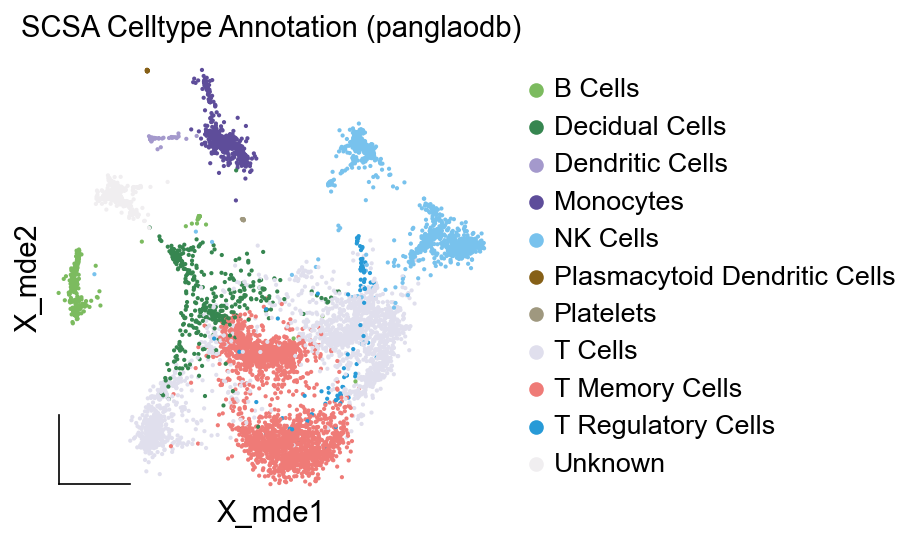 SCSA Celltype Annotation (panglaodb)
B Cells
Decidual Cells
Dendritic Cells
Monocytes
NK Cells
Plasmacytoid Dendritic Cells
Platelets
T Cells
T Memory Cells
T Regulatory Cells
Unknown
X_mde2
X_mde1